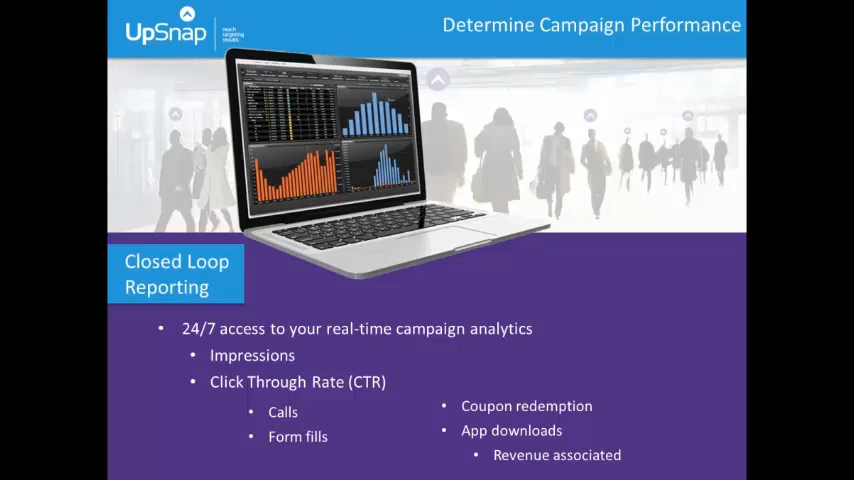 UpSnap
reach
targeting
results
Determine Campaign Performance
Closed Loop
Reporting
• 24/7 access to your real-time campaign analytics
• Impressions
• Click Through Rate (CTR)
• Calls
• Form fills
• Coupon redemption
• App downloads
• Revenue associated